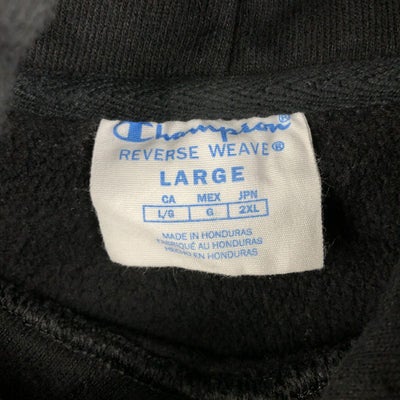 Champion®
REVERSE WEAVE®
LARGE
CA MEX JPN
L/G G 2XL
MADE IN HONDURAS
FABRIQUÉ AU HONDURAS
HECHO EN HONDURAS